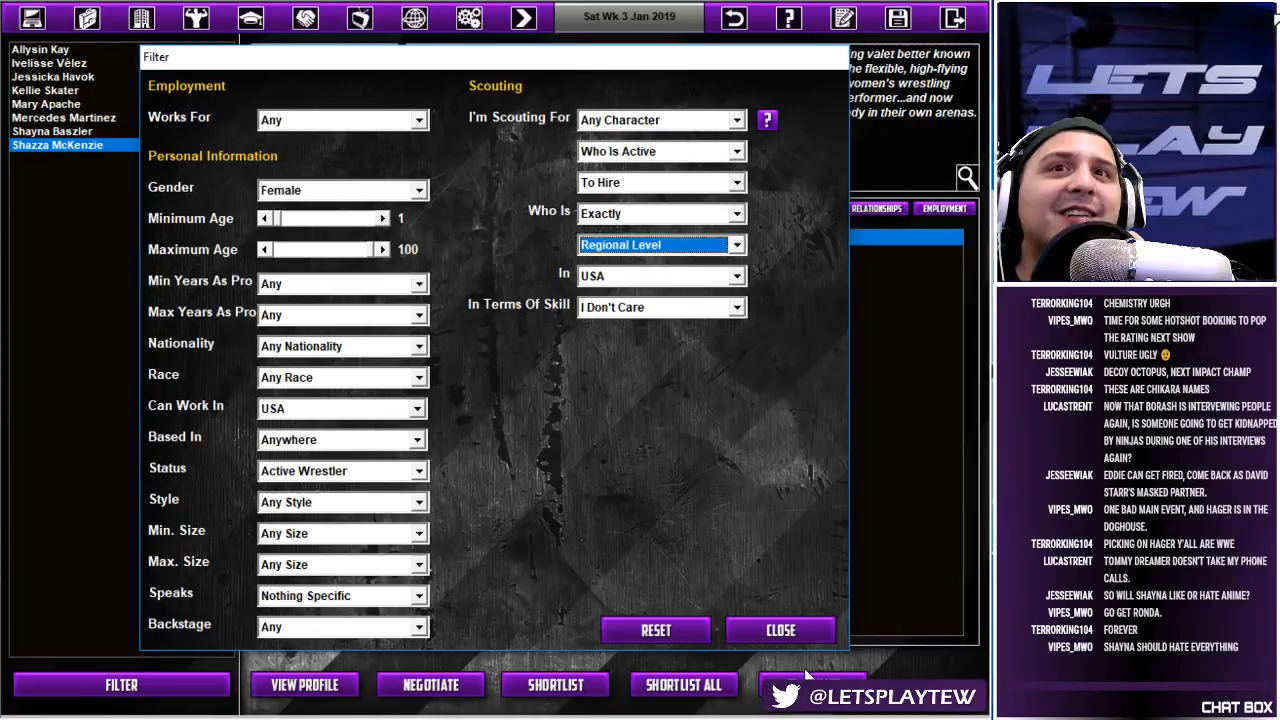 Sat Wk 3 Jan 2019
Allysin Kay
Ivelisse Vélez
Jessicka Havok
Kellie Skater
Mary Apache
Mercedes Martinez
Shayna Baszler
Shazza McKenzie
Filter
Employment
Works For
Any
Personal Information
Gender
Female
Minimum Age
1
Maximum Age
100
Min Years As Pro
Any
Max Years As Pro
Any
Nationality
Any Nationality
Race
Any Race
Can Work In
USA
Based In
Anywhere
Status
Active Wrestler
Style
Any Style
Min. Size
Any Size
Max. Size
Any Size
Speaks
Nothing Specific
Backstage
Any
Scouting
I'm Scouting For
Any Character
?
Who Is Active
To Hire
Who Is
Exactly
Regional Level
In
USA
In Terms Of Skill
I Don't Care
RESET
CLOSE
ng valet better known
he flexible, high-flying
women's wrestling
erformer...and now
dy in their own arenas.
RELATIONSHIPS
EMPLOYMENT
FILTER
VIEW PROFILE
NEGOTIATE
SHORTLIST
SHORTLIST ALL
@LETSPLAYTEW
LETS
PLAY
TEW
TERRORKING104 CHEMISTRY URGH
VIPES_MWO TIME FOR SOME HOTSHOT BOOKING TO POP
THE RATING NEXT SHOW
TERRORKING104 VULTURE UGLY
JESSEEWIAK DECOY OCTOPUS, NEXT IMPACT CHAMP
TERRORKING104 THESE ARE CHIKARA NAMES
LUCASTRENT NOW THAT BORASH IS INTERVEWING PEOPLE
AGAIN, IS SOMEONE GOING TO GET KIDNAPPED
BY NINJAS DURING ONE OF HIS INTERVIEWS
AGAIN?
JESSEEWIAK EDDIE CAN GET FIRED, COME BACK AS DAVID
STARR'S MASKED PARTNER.
VIPES_MWO ONE BAD MAIN EVENT, AND HAGER IS IN THE
DOGHOUSE.
TERRORKING104 PICKING ON HAGER Y'ALL ARE WWE
LUCASTRENT TOMMY DREAMER DOESN'T TAKE MY PHONE
CALLS.
JESSEEWIAK SO WILL SHAYNA LIKE OR HATE ANIME?
VIPES_MWO GO GET RONDA.
TERRORKING104 FOREVER
VIPES_MWO SHAYNA SHOULD HATE EVERYTHING
CHAT BOX